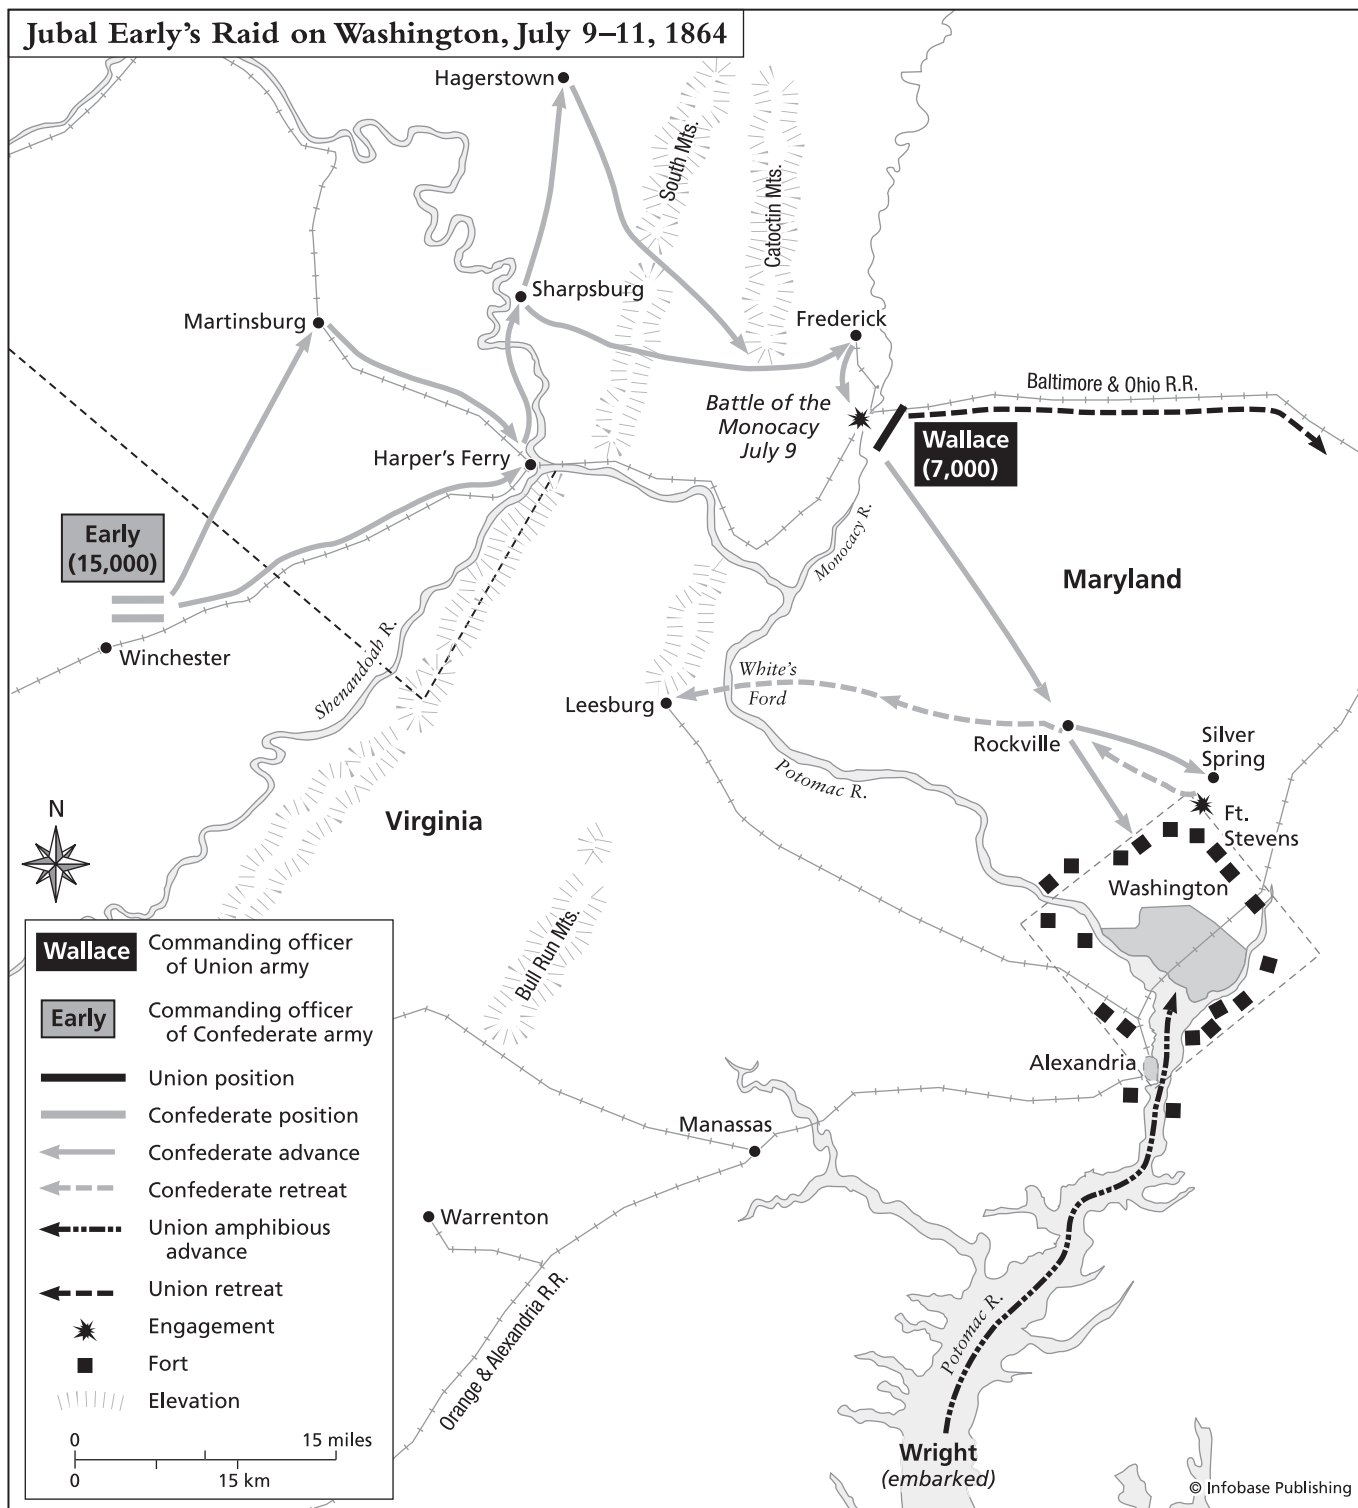 Jubal Early's Raid on Washington, July 9–11, 1864
Hagerstown
South Mts.
Catoctin Mts.
Sharpsburg
Martinsburg
Frederick
Baltimore & Ohio R.R.
Battle of the
Monocacy
July 9
Wallace
(7,000)
Harper's Ferry
Early
(15,000)
Monocacy R.
Maryland
Winchester
Shenandoah R.
White's
Ford
Leesburg
Rockville
Silver
Spring
Potomac R.
Ft.
Stevens
N
Virginia
Washington
Bull Run Mts.
Alexandria
Manassas
Warrenton
Orange & Alexandria R.R.
Potomac R.
Wright
(embarked)
Wallace
Commanding officer
of Union army
Early
Commanding officer
of Confederate army
Union position
Confederate position
Confederate advance
Confederate retreat
Union amphibious
advance
Union retreat
Engagement
Fort
Elevation
0 15 miles
0 15 km
© Infobase Publishing